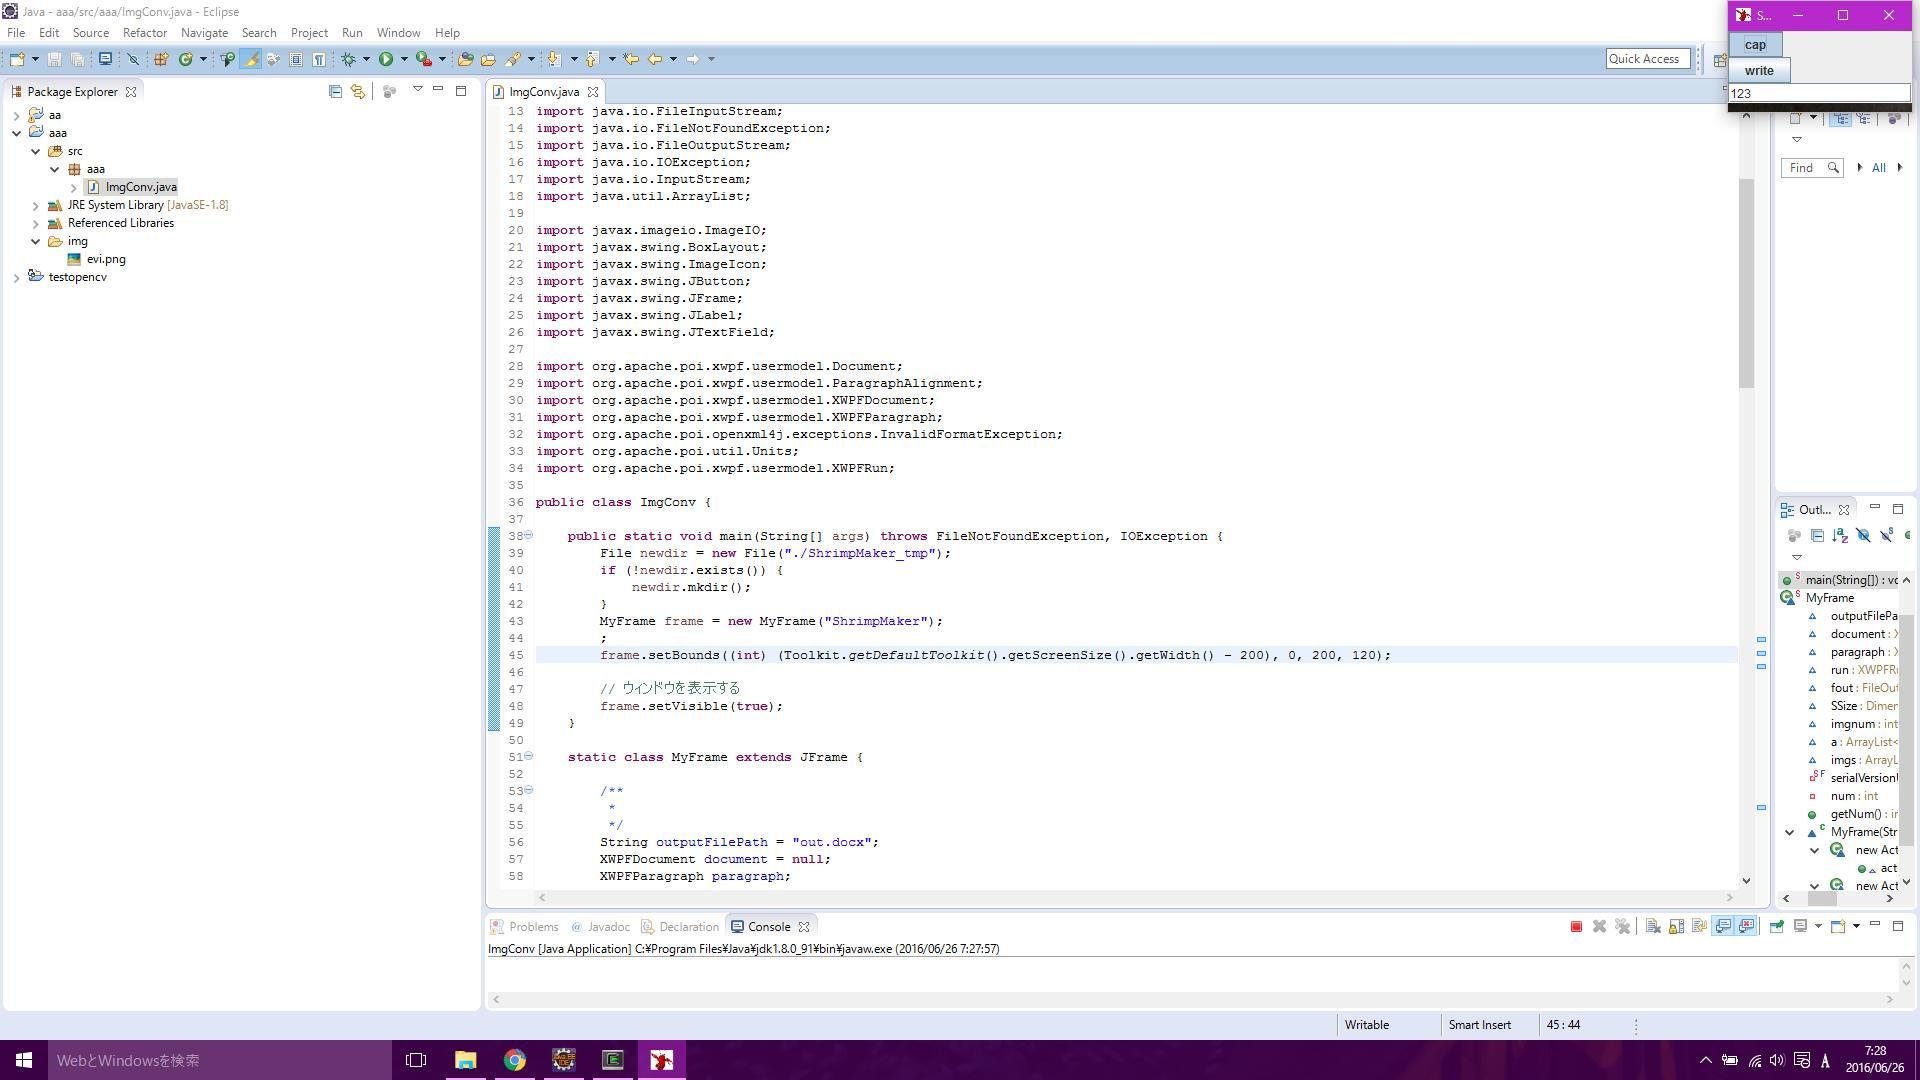 Java - aaa/src/aaa/ImgConv.java - Eclipse
File Edit Source Refactor Navigate Search Project Run Window Help
Quick Access
S...
cap
write
123
Package Explorer
aa
aaa
src
aaa
ImgConv.java
JRE System Library [JavaSE-1.8]
Referenced Libraries
img
evi.png
testopencv
ImgConv.java
13 import java.io.FileInputStream;
14 import java.io.FileNotFoundException;
15 import java.io.FileOutputStream;
16 import java.io.IOException;
17 import java.io.InputStream;
18 import java.util.ArrayList;
19
20 import javax.imageio.ImageIO;
21 import javax.swing.BoxLayout;
22 import javax.swing.ImageIcon;
23 import javax.swing.JButton;
24 import javax.swing.JFrame;
25 import javax.swing.JLabel;
26 import javax.swing.JTextField;
27
28 import org.apache.poi.xwpf.usermodel.Document;
29 import org.apache.poi.xwpf.usermodel.ParagraphAlignment;
30 import org.apache.poi.xwpf.usermodel.XWPFDocument;
31 import org.apache.poi.xwpf.usermodel.XWPFParagraph;
32 import org.apache.poi.openxml4j.exceptions.InvalidFormatException;
33 import org.apache.poi.util.Units;
34 import org.apache.poi.xwpf.usermodel.XWPFRun;
35
36 public class ImgConv {
37
38 public static void main(String[] args) throws FileNotFoundException, IOException {
39 File newdir = new File("./ShrimpMaker_tmp");
40 if (!newdir.exists()) {
41 newdir.mkdir();
42 }
43 MyFrame frame = new MyFrame("ShrimpMaker");
44 ;
45 frame.setBounds((int) (Toolkit.getDefaultToolkit().getScreenSize().getWidth() - 200), 0, 200, 120);
46
47 // ウィンドウを表示する
48 frame.setVisible(true);
49 }
50
51 static class MyFrame extends JFrame {
52
53 /**
54 *
55 */
56 String outputFilePath = "out.docx";
57 XWPFDocument document = null;
58 XWPFParagraph paragraph;
Find
All
Outl...
main(String[]) : vo
MyFrame
outputFilePa
document : X
paragraph : X
run : XWPFRu
fout : FileOut
SSize : Dimen
imgnum : int
a : ArrayList<
imgs : ArrayL
serialVersionU
num : int
getNum() : in
MyFrame(Str
new Act
act
new Act
Problems @ Javadoc Declaration Console
ImgConv [Java Application] C:¥Program Files¥Java¥jdk1.8.0_91¥bin¥javaw.exe (2016/06/26 7:27:57)
Writable Smart Insert 45 : 44
WebとWindowsを検索
A
7:28
2016/06/26